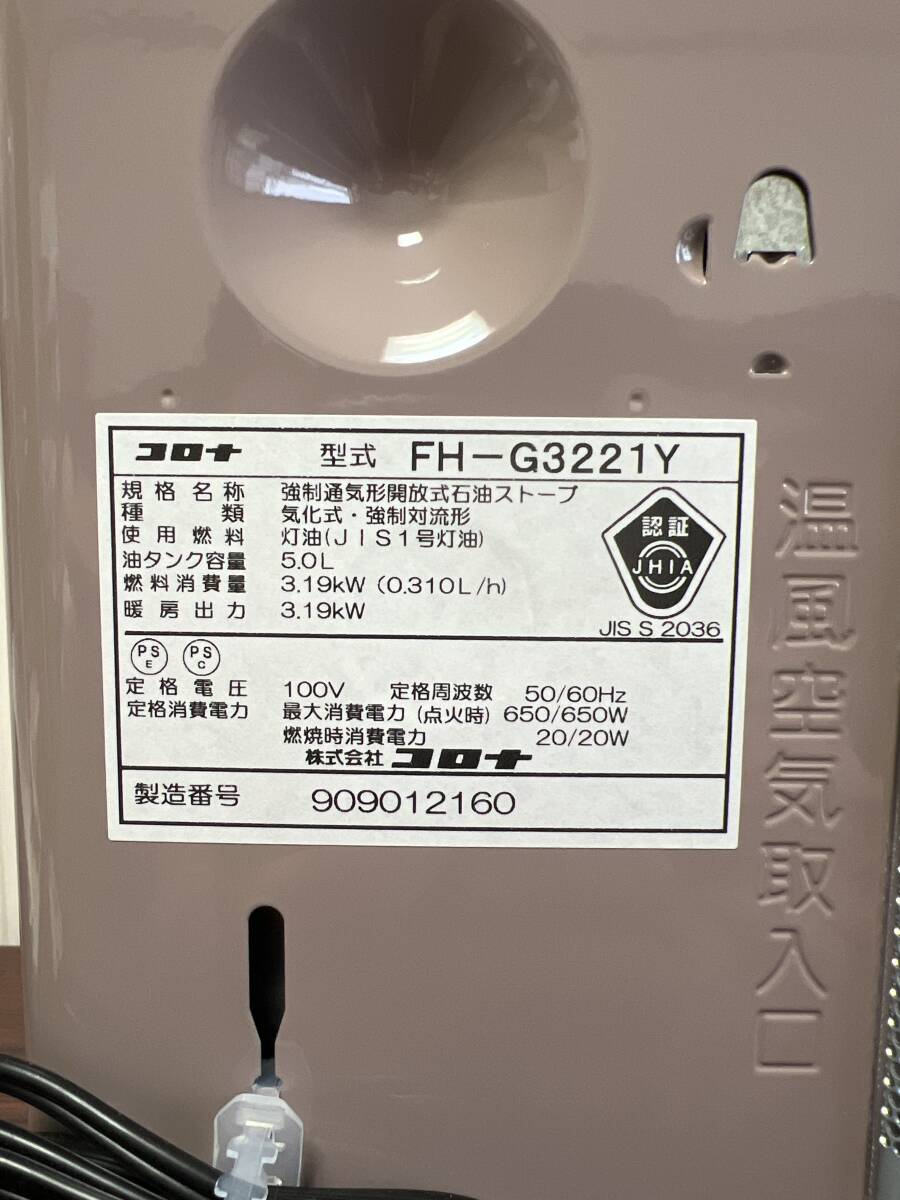 コロナ 型式 FH-G3221Y
規格名称 強制通気形開放式石油ストーブ
種類 気化式・強制対流形
使用燃料 灯油(JIS1号灯油)
油タンク容量 5.0L
燃料消費量 3.19kW (0.310L/h)
暖房出力 3.19kW
認証
JHIA
JIS S 2036
PS E PS C
定格電圧 100V 定格周波数 50/60Hz
定格消費電力 最大消費電力 (点火時) 650/650W
燃焼時消費電力 20/20W
株式会社 コロナ
製造番号 909012160
温風空気取入口